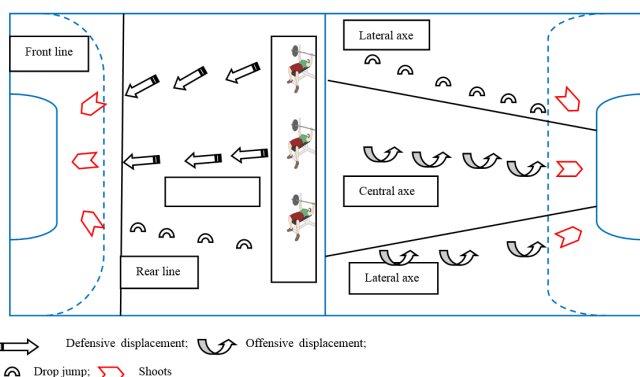 Lateral axe
Front line
Central axe
Rear line
Lateral axe
Defensive displacement; Offensive displacement;
Drop jump; Shoots